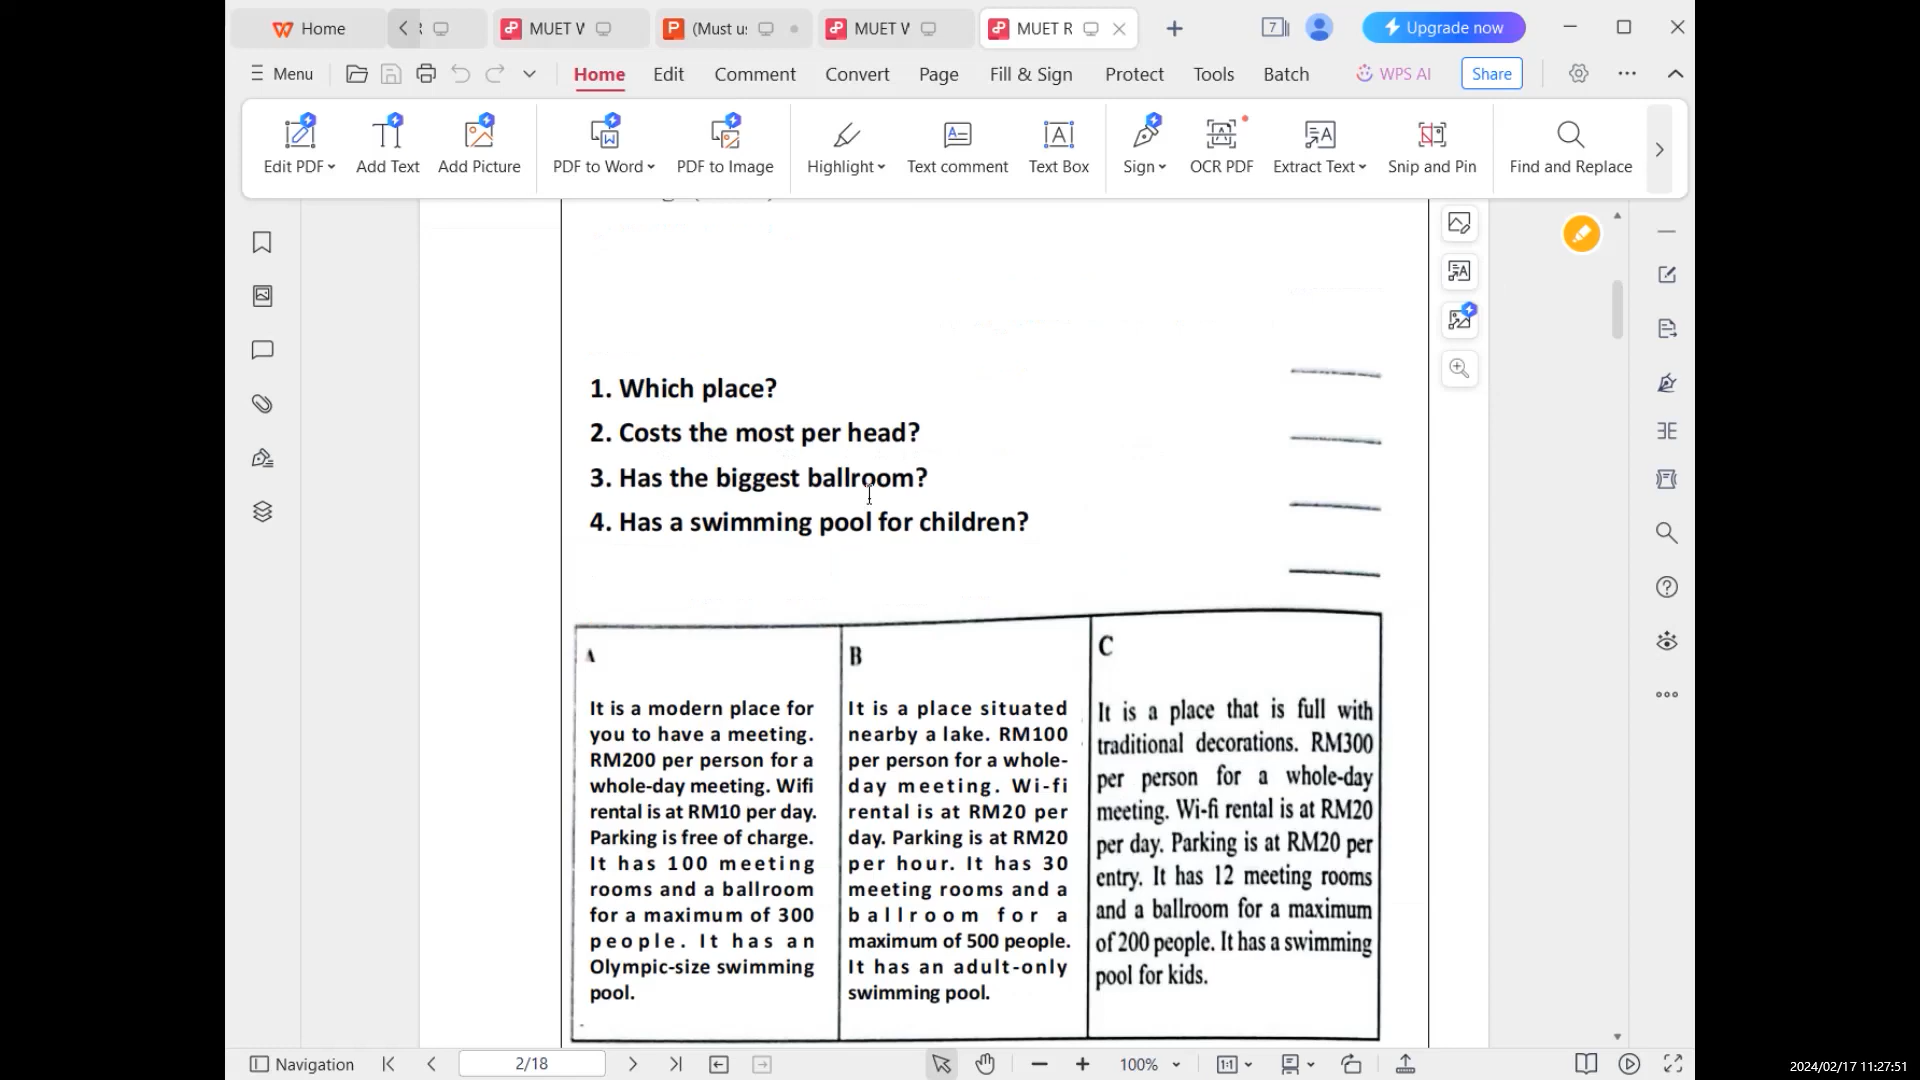 Home
MUET V
(Must u:
MUET V
MUET R
7
Upgrade now
Menu
Home
Edit
Comment
Convert
Page
Fill & Sign
Protect
Tools
Batch
WPS AI
Share
Edit PDF
Add Text
Add Picture
PDF to Word
PDF to Image
Highlight
Text comment
Text Box
Sign
OCR PDF
Extract Text
Snip and Pin
Find and Replace
1. Which place?
2. Costs the most per head?
3. Has the biggest ballroom?
4. Has a swimming pool for children?
A
It is a modern place for
you to have a meeting.
RM200 per person for a
whole-day meeting. Wifi
rental is at RM10 per day.
Parking is free of charge.
It has 100 meeting
rooms and a ballroom
for a maximum of 300
people. It has an
Olympic-size swimming
pool.
B
It is a place situated
nearby a lake. RM100
per person for a whole-
day meeting. Wi-fi
rental is at RM20 per
day. Parking is at RM20
per hour. It has 30
meeting rooms and a
ballroom for a
maximum of 500 people.
It has an adult-only
swimming pool.
C
It is a place that is full with
traditional decorations. RM300
per person for a whole-day
meeting. Wi-fi rental is at RM20
per day. Parking is at RM20 per
entry. It has 12 meeting rooms
and a ballroom for a maximum
of 200 people. It has a swimming
pool for kids.
Navigation
2/18
100%
1:1
2024/02/17 11:27:51